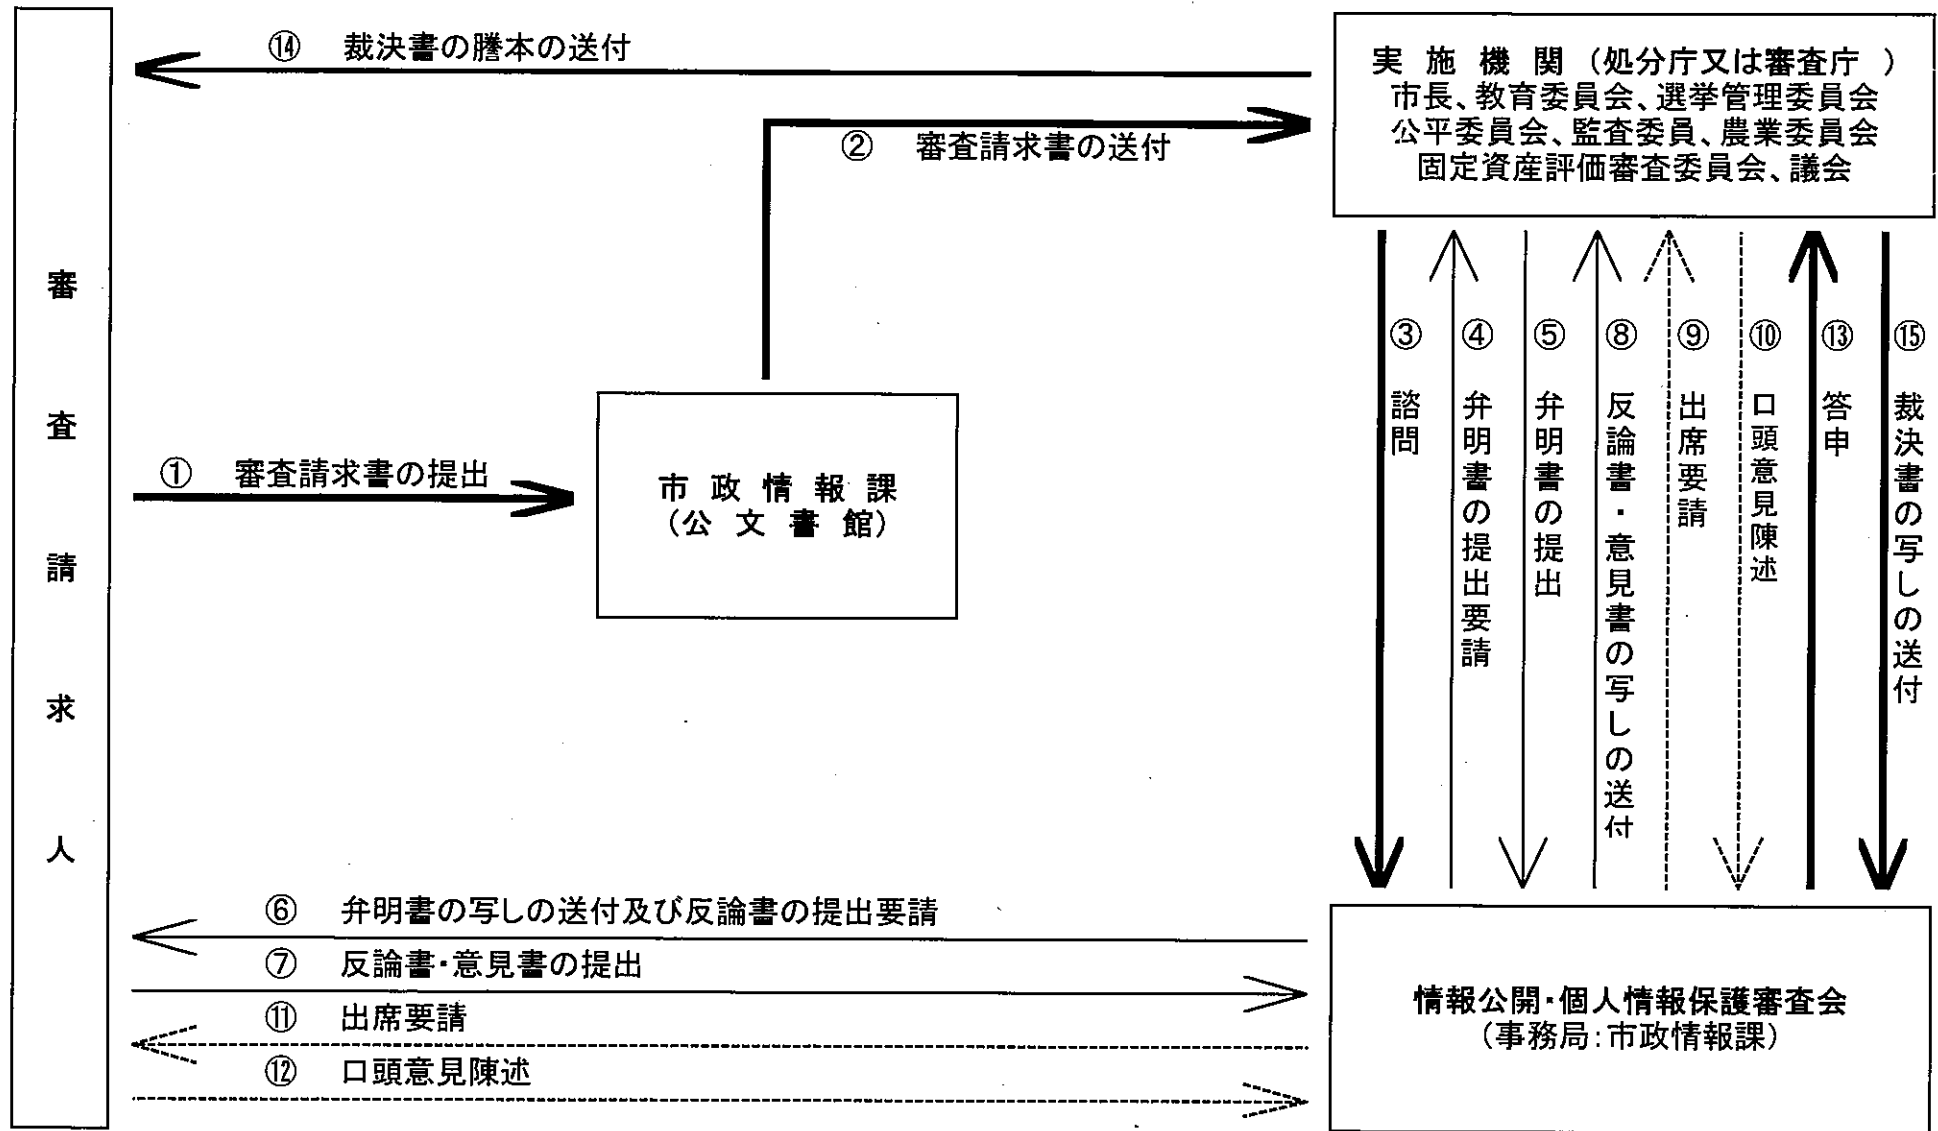 ⑭ 裁決書の謄本の送付
実施機関(処分庁又は審査庁)
市長、教育委員会、選挙管理委員会
公平委員会、監査委員、農業委員会
固定資産評価審査委員会、議会
② 審査請求書の送付
審査請求人
① 審査請求書の提出
市政情報課
(公文書館)
③ 諮問
④ 弁明書の提出要請
⑤ 弁明書の提出
⑧ 反論書・意見書の写しの送付
⑨ 出席要請
⑩ 口頭意見陳述
⑬ 答申
⑮ 裁決書の写しの送付
⑥ 弁明書の写しの送付及び反論書の提出要請
⑦ 反論書・意見書の提出
⑪ 出席要請
⑫ 口頭意見陳述
情報公開・個人情報保護審査会
(事務局:市政情報課)